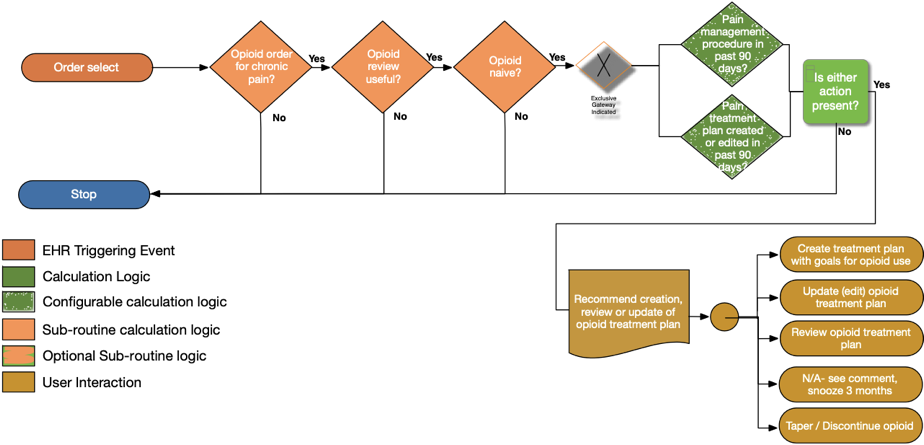 Order select
Opioid order
for chronic
pain?
Yes
No
Opioid
review
useful?
Yes
No
Opioid
naive?
Yes
No
X
Exclusive
Gateway
Indicated
Pain
management
procedure in
past 90
days?
Pain
treatment
plan created
or edited in
past 90
days?
Is either
action
present?
Yes
No
Stop
EHR Triggering Event
Calculation Logic
Configurable calculation logic
Sub-routine calculation logic
Optional Sub-routine logic
User Interaction
Recommend creation,
review or update of
opioid treatment plan
Create treatment plan
with goals for opioid use
Update (edit) opioid
treatment plan
Review opioid treatment
plan
N/A- see comment,
snooze 3 months
Taper / Discontinue opioid